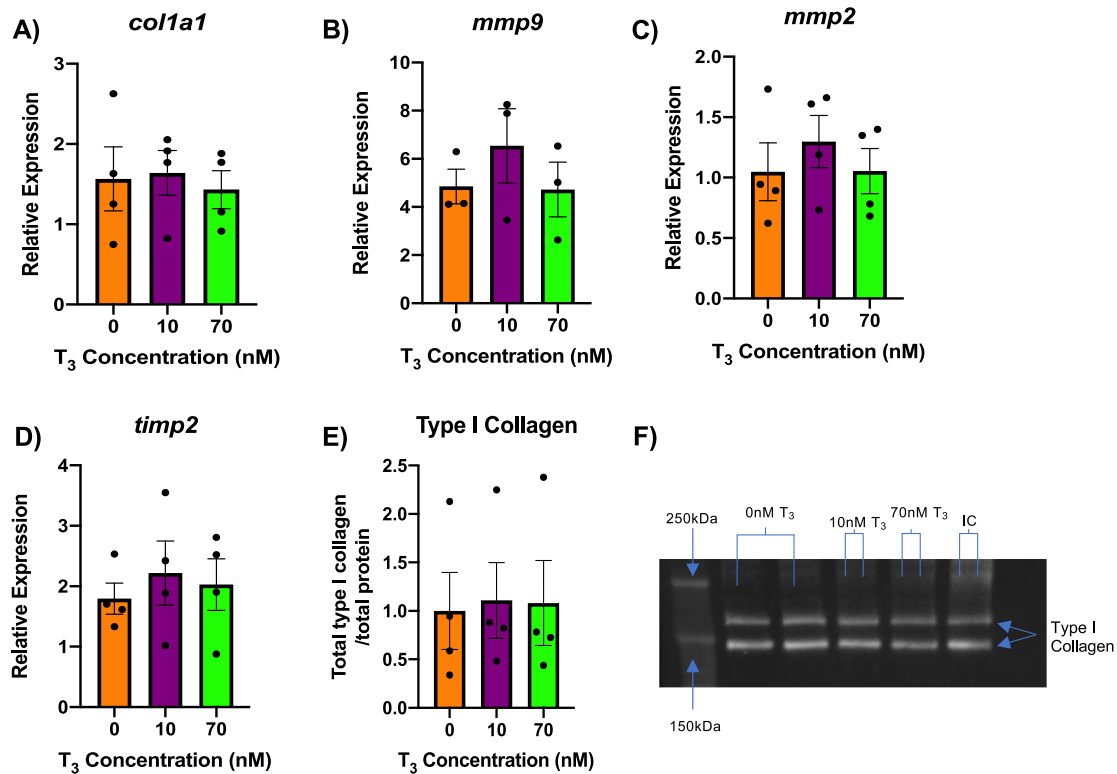 A)
col1a1
Relative Expression
3
2
1
0
0 10 70
T₃ Concentration (nM)
B)
mmp9
Relative Expression
10
8
6
4
2
0
0 10 70
T₃ Concentration (nM)
C)
mmp2
Relative Expression
2.0
1.5
1.0
0.5
0.0
0 10 70
T₃ Concentration (nM)
D)
timp2
Relative Expression
4
3
2
1
0
0 10 70
T₃ Concentration (nM)
E)
Type I Collagen
Total type I collagen
/total protein
2.5
2.0
1.5
1.0
0.5
0.0
0 10 70
T₃ Concentration (nM)
F)
250kDa
0nM T₃
10nM T₃
70nM T₃
IC
Type I
Collagen
150kDa